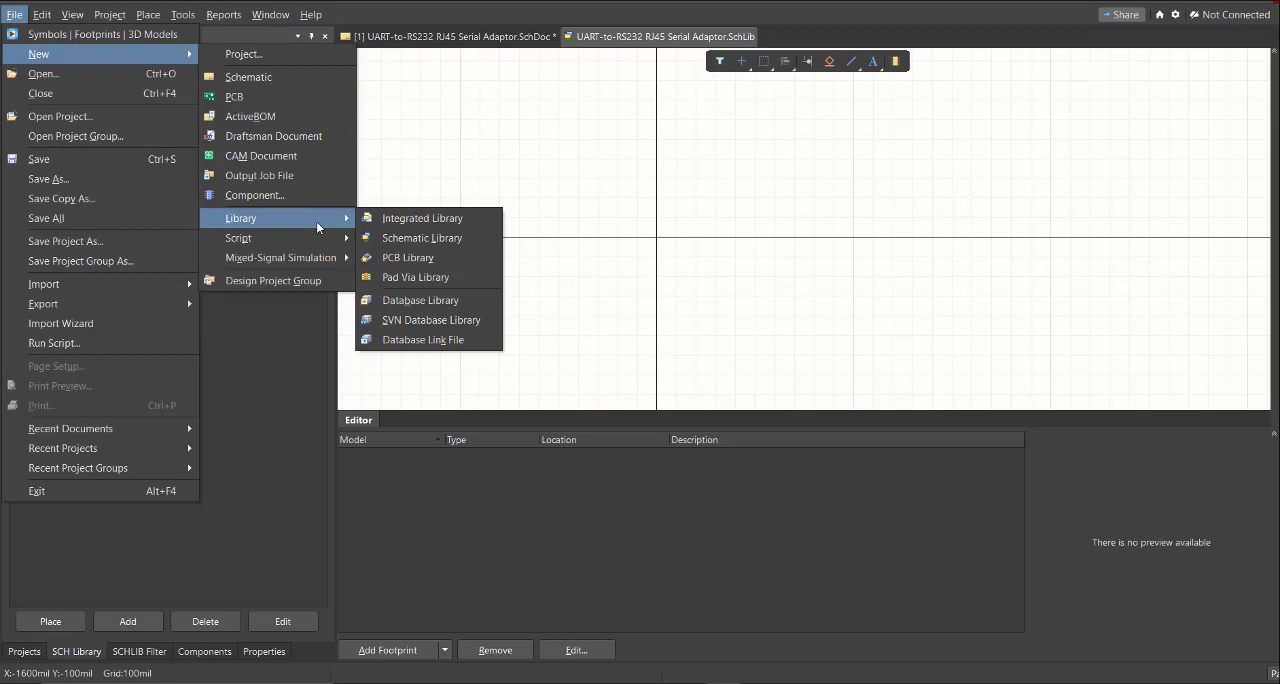 File Edit View Project Place Tools Reports Window Help Share Not Connected
[1] UART-to-RS232 RJ45 Serial Adaptor.SchDoc * UART-to-RS232 RJ45 Serial Adaptor.SchLib
Symbols | Footprints | 3D Models
New
Open... Ctrl+O
Close Ctrl+F4
Open Project...
Open Project Group...
Save Ctrl+S
Save As...
Save Copy As...
Save All
Save Project As...
Save Project Group As...
Import
Export
Import Wizard
Run Script...
Page Setup...
Print Preview...
Print... Ctrl+P
Recent Documents
Recent Projects
Recent Project Groups
Exit Alt+F4
Project...
Schematic
PCB
ActiveBOM
Draftsman Document
CAM Document
Output Job File
Component...
Library
Script
Mixed-Signal Simulation
Design Project Group
Integrated Library
Schematic Library
PCB Library
Pad Via Library
Database Library
SVN Database Library
Database Link File
A
Editor
Model Type Location Description
There is no preview available
Place Add Delete Edit
Add Footprint Remove Edit...
Projects SCH Library SCHLIB Filter Components Properties
X:-1600mil Y:-100mil Grid:100mil